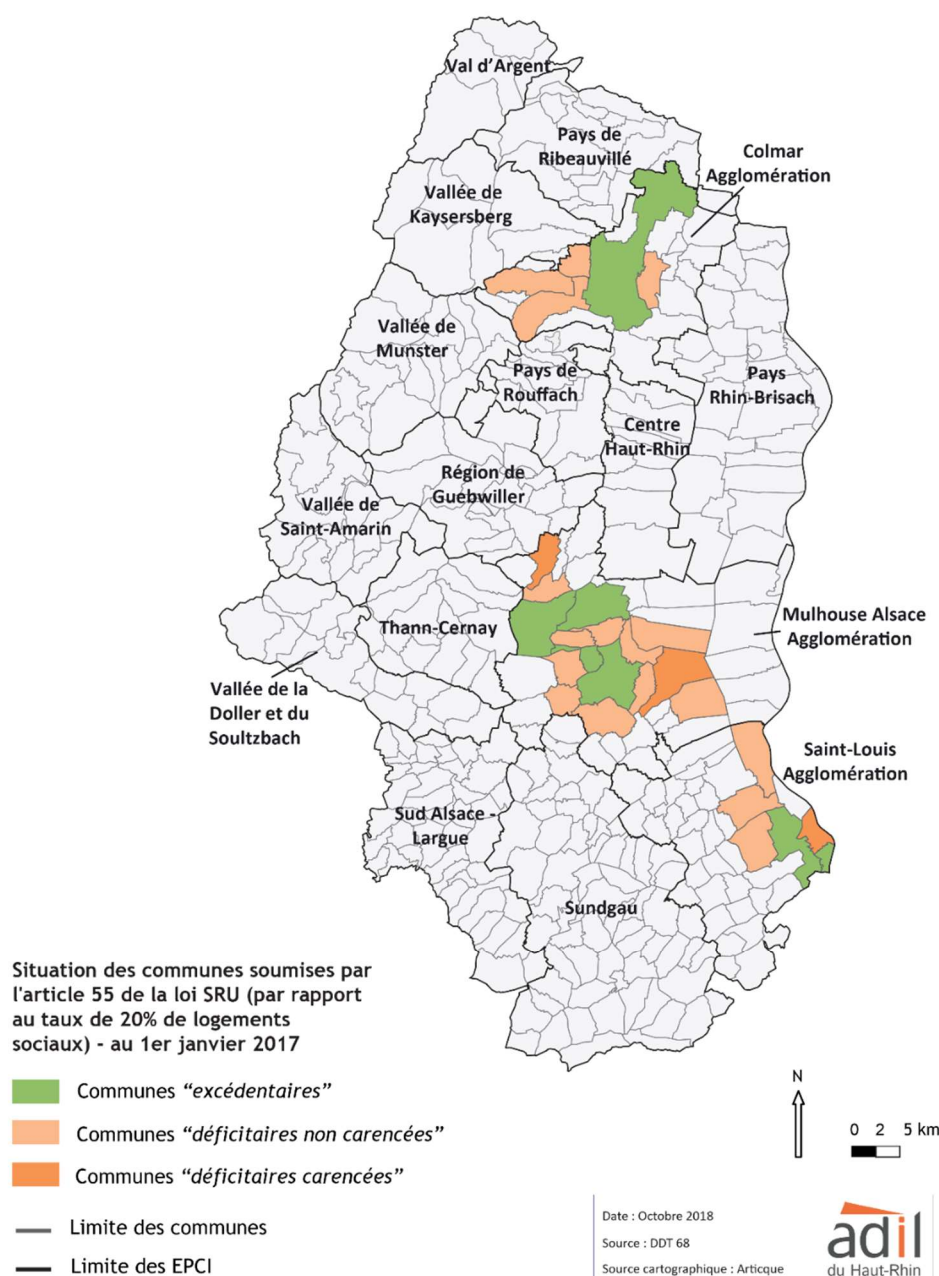 Val d'Argent
Pays de
Ribeauvillé
Colmar
Agglomération
Vallée de
Kaysersberg
Vallée de
Munster
Pays de
Rouffach
Pays
Rhin-Brisach
Centre
Haut-Rhin
Région de
Guebwiller
Vallée de
Saint-Amarin
Thann-Cernay
Mulhouse Alsace
Agglomération
Vallée de la
Doller et du
Soultzbach
Saint-Louis
Agglomération
Sud Alsace -
Largue
Sundgau
Situation des communes soumises par
l'article 55 de la loi SRU (par rapport
au taux de 20% de logements
sociaux) - au 1er janvier 2017
Communes "excédentaires"
Communes "déficitaires non carencées"
Communes "déficitaires carencées"
Limite des communes
Limite des EPCI
N
0 2 5 km
Date : Octobre 2018
Source : DDT 68
Source cartographique : Articque
adil
du Haut-Rhin